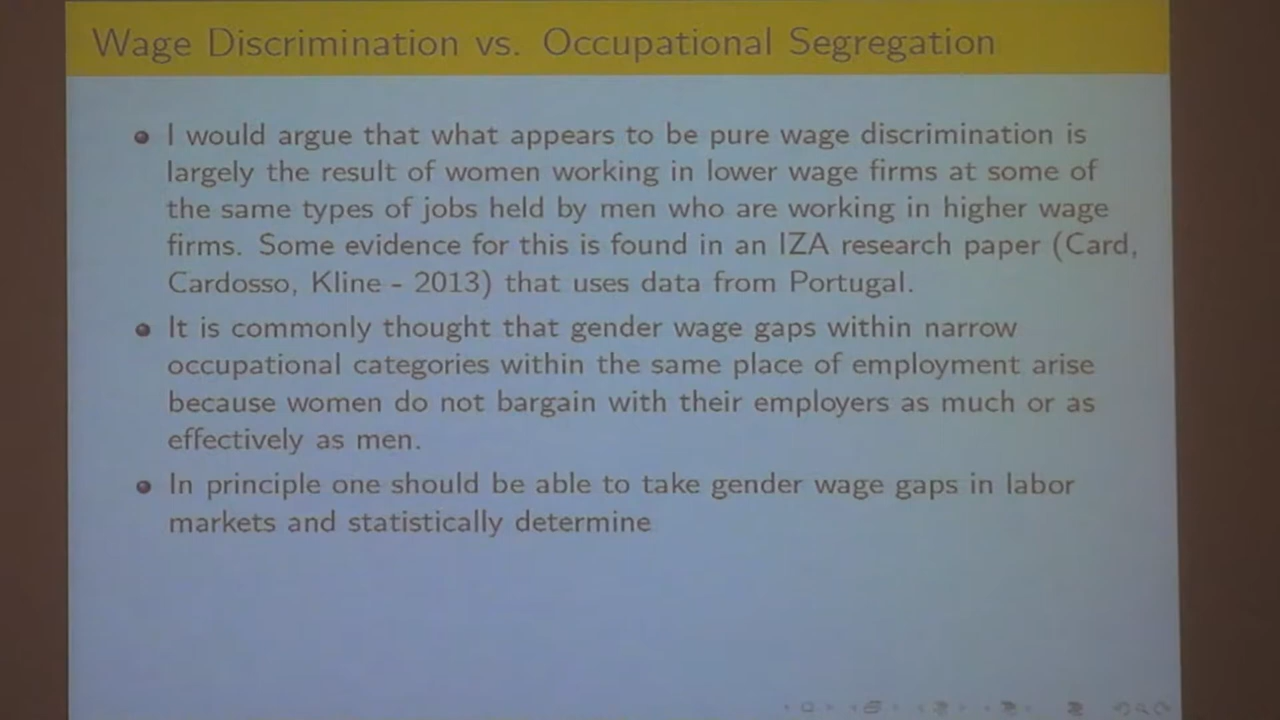 Wage Discrimination vs. Occupational Segregation
I would argue that what appears to be pure wage discrimination is
largely the result of women working in lower wage firms at some of
the same types of jobs held by men who are working in higher wage
firms. Some evidence for this is found in an IZA research paper (Card,
Cardosso, Kline - 2013) that uses data from Portugal.
It is commonly thought that gender wage gaps within narrow
occupational categories within the same place of employment arise
because women do not bargain with their employers as much or as
effectively as men.
In principle one should be able to take gender wage gaps in labor
markets and statistically determine